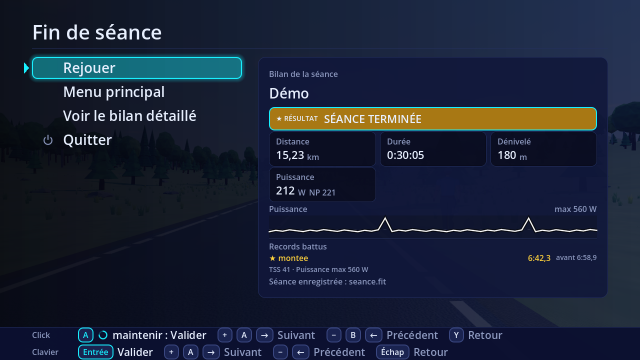 Fin de séance
Rejouer
Menu principal
Voir le bilan détaillé
Quitter
Bilan de la séance
Démo
★ RÉSULTAT SÉANCE TERMINÉE
Distance Durée Dénivelé
15,23 km 0:30:05 180 m
Puissance
212 W NP 221
Puissance max 560 W
Records battus
★ montee 6:42,3 avant 6:58,9
TSS 41 · Puissance max 560 W
Séance enregistrée : seance.fit
Click A maintenir : Valider + A → Suivant − B ← Précédent Y Retour
Clavier Entrée Valider + A → Suivant − ← Précédent Échap Retour